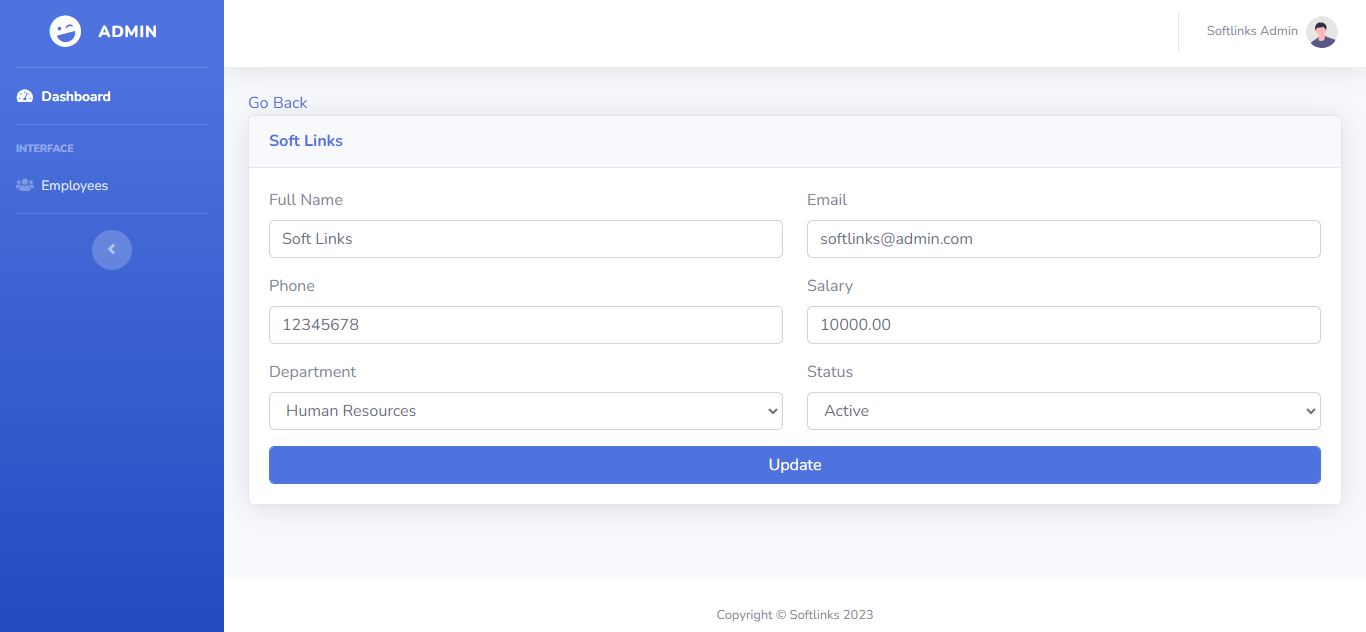 ADMIN
Dashboard
INTERFACE
Employees
Softlinks Admin
Go Back
Soft Links
Full Name
Soft Links
Email
softlinks@admin.com
Phone
12345678
Salary
10000.00
Department
Human Resources
Status
Active
Update
Copyright © Softlinks 2023